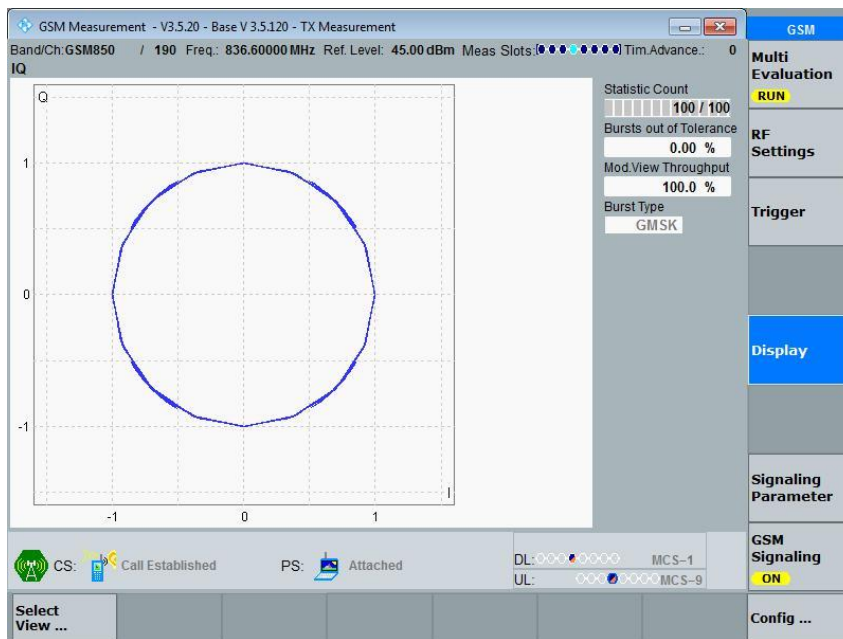 GSM Measurement - V3.5.20 - Base V 3.5.120 - TX Measurement
GSM
Band/Ch: GSM850 / 190 Freq.: 836.60000 MHz Ref. Level: 45.00 dBm Meas Slots: Tim.Advance.: 0
IQ
Multi
Evaluation
RUN
Q
1
0
-1
I
-1 0 1
Statistic Count
100 / 100
Bursts out of Tolerance
0.00 %
Mod.View Throughput
100.0 %
Burst Type
GMSK
RF
Settings
Trigger
Display
Signaling
Parameter
GSM
Signaling
ON
CS: Call Established
PS: Attached
DL: MCS-1
UL: MCS-9
Select
View ...
Config ...